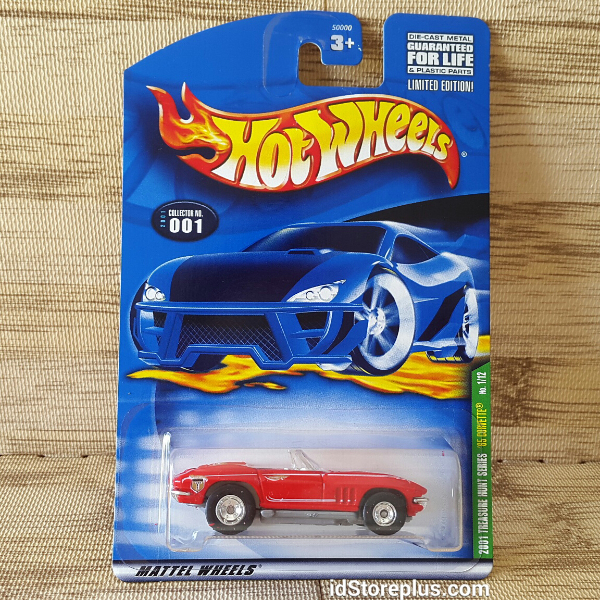 50000
3+
DIE-CAST METAL
GUARANTEED
FOR LIFE
& PLASTIC PARTS
LIMITED EDITION!
HOT WHEELS
®
2001
COLLECTOR NO.
001
2001 TREASURE HUNT SERIES '65 CORVETTE® No. 1/12
MATTEL WHEELS
idStoreplus.com